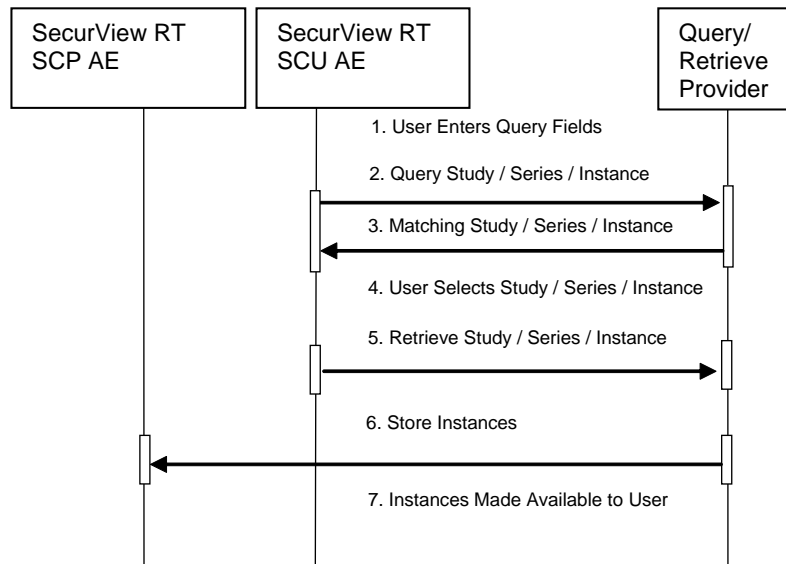 SecurView RT
SCP AE
SecurView RT
SCU AE
Query/
Retrieve
Provider
1. User Enters Query Fields
2. Query Study / Series / Instance
3. Matching Study / Series / Instance
4. User Selects Study / Series / Instance
5. Retrieve Study / Series / Instance
6. Store Instances
7. Instances Made Available to User